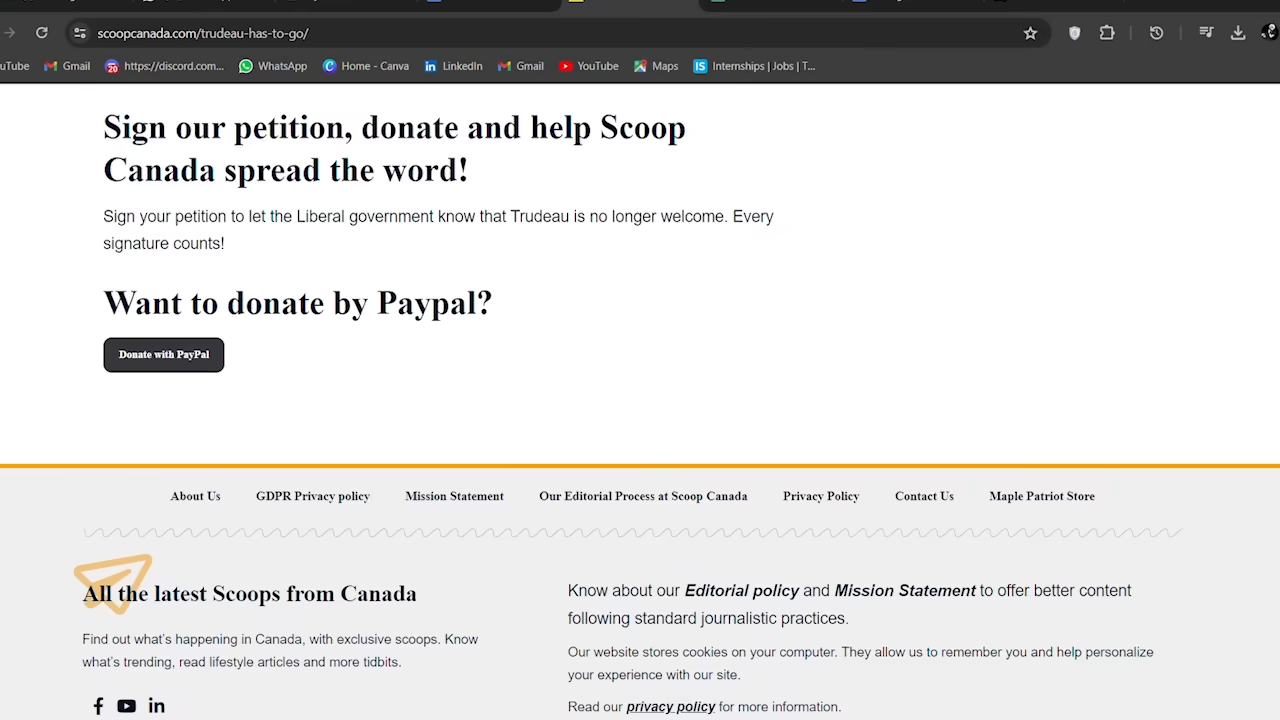 scoopcanada.com/trudeau-has-to-go/
uTube
Gmail
20
https://discord.com...
WhatsApp
Home - Canva
LinkedIn
Gmail
YouTube
Maps
IS
Internships | Jobs | T...
Sign our petition, donate and help Scoop
Canada spread the word!
Sign your petition to let the Liberal government know that Trudeau is no longer welcome. Every
signature counts!
Want to donate by Paypal?
Donate with PayPal
About Us
GDPR Privacy policy
Mission Statement
Our Editorial Process at Scoop Canada
Privacy Policy
Contact Us
Maple Patriot Store
All the latest Scoops from Canada
Find out what's happening in Canada, with exclusive scoops. Know
what's trending, read lifestyle articles and more tidbits.
Know about our Editorial policy and Mission Statement to offer better content
following standard journalistic practices.
Our website stores cookies on your computer. They allow us to remember you and help personalize
your experience with our site.
Read our privacy policy for more information.